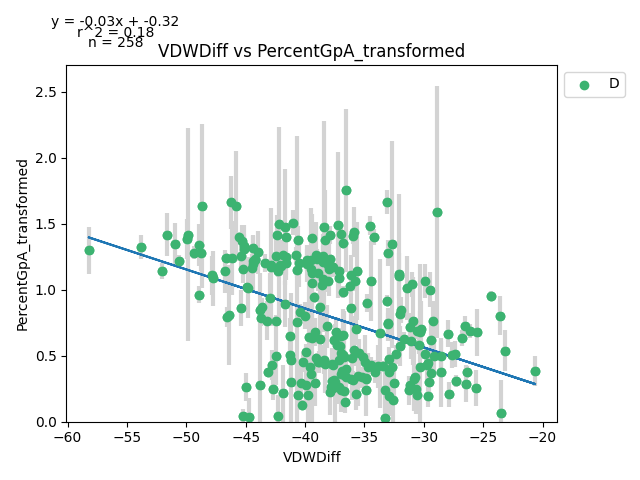 y = -0.03x + -0.32
r^2 = 0.18
n = 258
VDWDiff vs PercentGpA_transformed
D
PercentGpA_transformed
2.5
2.0
1.5
1.0
0.5
0.0
−60 −55 −50 −45 −40 −35 −30 −25 −20
VDWDiff